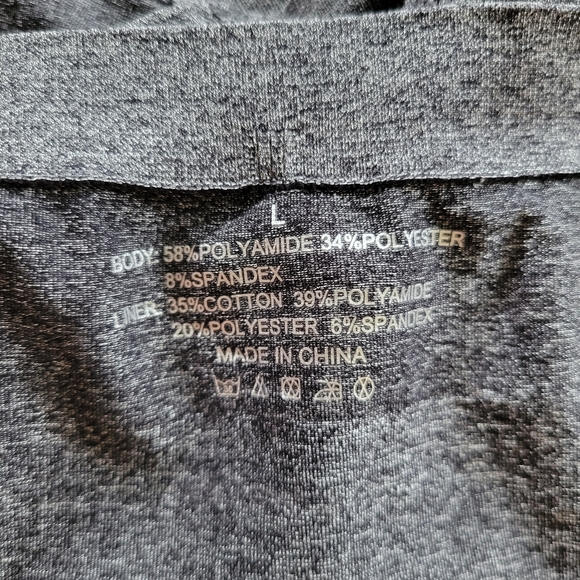 L
BODY: 58%POLYAMIDE 34%POLYESTER
8%SPANDEX
LINER: 35%COTTON 39%POLYAMIDE
20%POLYESTER 6%SPANDEX
MADE IN CHINA